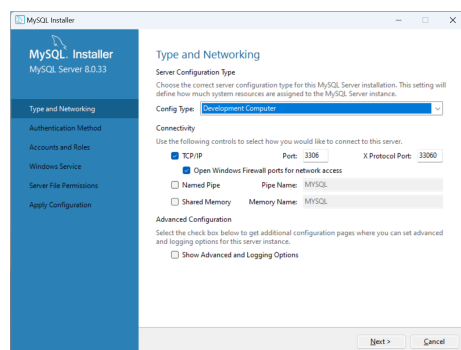 MySQL Installer
MySQL. Installer
MySQL Server 8.0.33
Type and Networking
Authentication Method
Accounts and Roles
Windows Service
Server File Permissions
Apply Configuration
Type and Networking
Server Configuration Type
Choose the correct server configuration type for this MySQL Server installation. This setting will
define how much system resources are assigned to the MySQL Server instance.
Config Type: Development Computer
Connectivity
Use the following controls to select how you would like to connect to this server.
TCP/IP Port: 3306 X Protocol Port: 33060
Open Windows Firewall ports for network access
Named Pipe Pipe Name: MYSQL
Shared Memory Memory Name: MYSQL
Advanced Configuration
Select the check box below to get additional configuration pages where you can set advanced
and logging options for this server instance.
Show Advanced and Logging Options
Next >
Cancel